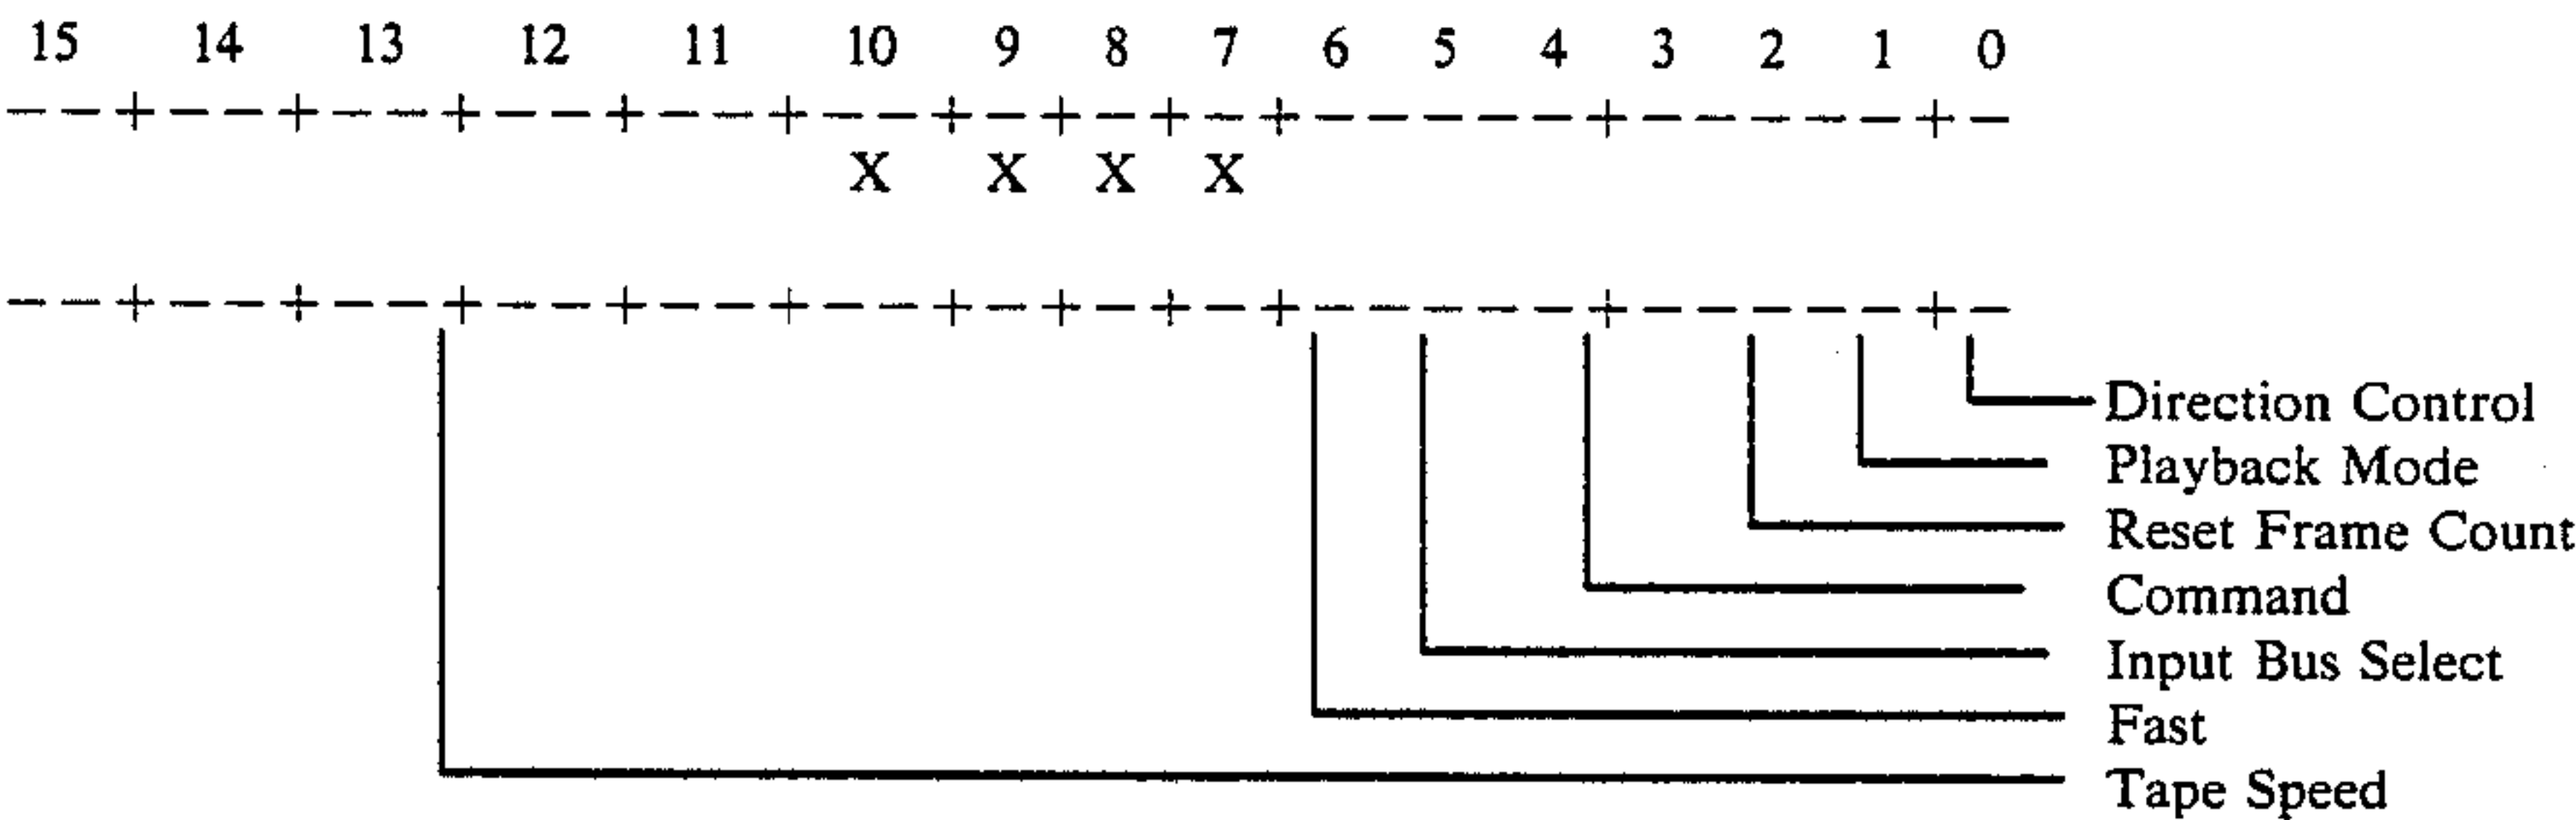 15 14 13 12 11 10 9 8 7 6 5 4 3 2 1 0
X X X X
Direction Control
Playback Mode
Reset Frame Count
Command
Input Bus Select
Fast
Tape Speed